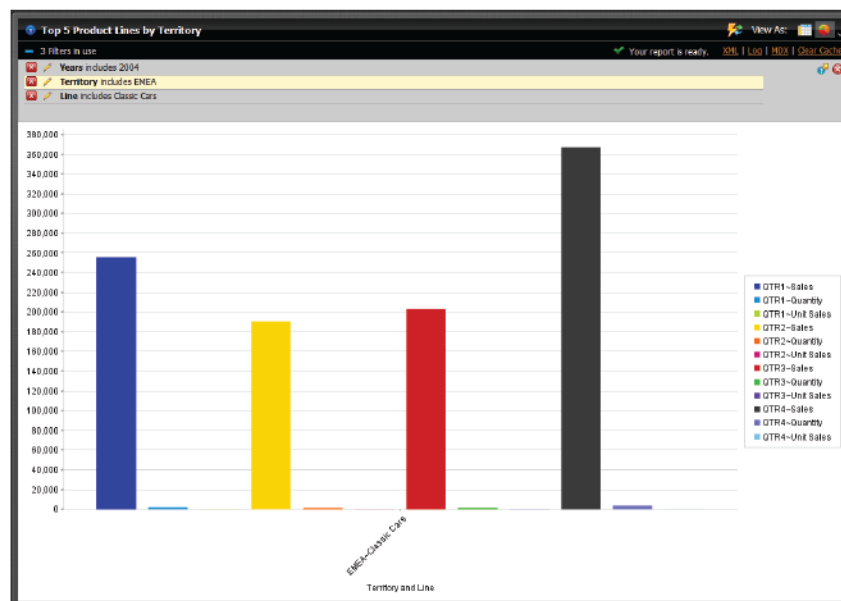 Top 5 Product Lines by Territory
View As:
3 Filters in use
Your report is ready.
XML | Log | MDX | Clear Cache
Years includes 2004
Territory includes EMEA
Line includes Classic Cars
380,000
360,000
340,000
320,000
300,000
280,000
260,000
240,000
220,000
200,000
180,000
160,000
140,000
120,000
100,000
80,000
60,000
40,000
20,000
0
QTR1~Sales
QTR1~Quantity
QTR1~Unit Sales
QTR2~Sales
QTR2~Quantity
QTR2~Unit Sales
QTR3~Sales
QTR3~Quantity
QTR3~Unit Sales
QTR4~Sales
QTR4~Quantity
QTR4~Unit Sales
EMEA~Classic Cars
Territory and Line